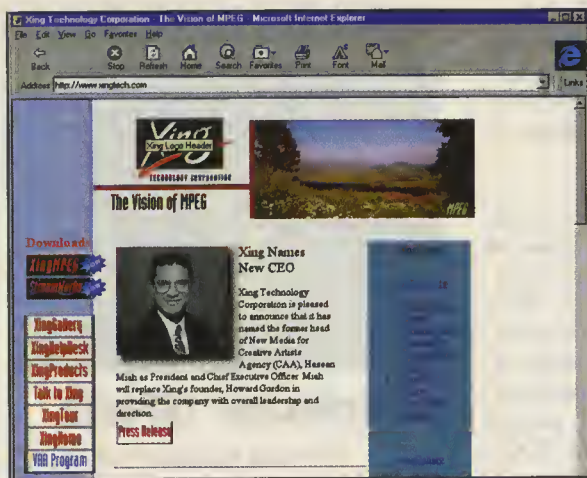 Xing Technology Corporation - The Vision of MPEG - Microsoft Internet Explorer
File Edit View Go Favorites Help
Back Stop Refresh Home Search Favorites Print Font Mail
Address http://www.xingtech.com
Links
Xing
Xing Logo Header
TECHNOLOGY CORPORATION
The Vision of MPEG
MPEG
Downloads
XingMPEG
StreamWorks
XingGallery
XingHelpDesk
XingProducts
Talk to Xing
XingTour
XingHome
VAR Program
Xing Names
New CEO
Xing Technology
Corporation is pleased
to announce that it has
named the former head
of New Media for
Creative Artists
Agency (CAA), Hassan
Miah as President and Chief Executive Officer. Miah
will replace Xing's founder, Howard Gordon in
providing the company with overall leadership and
direction.
Press Release